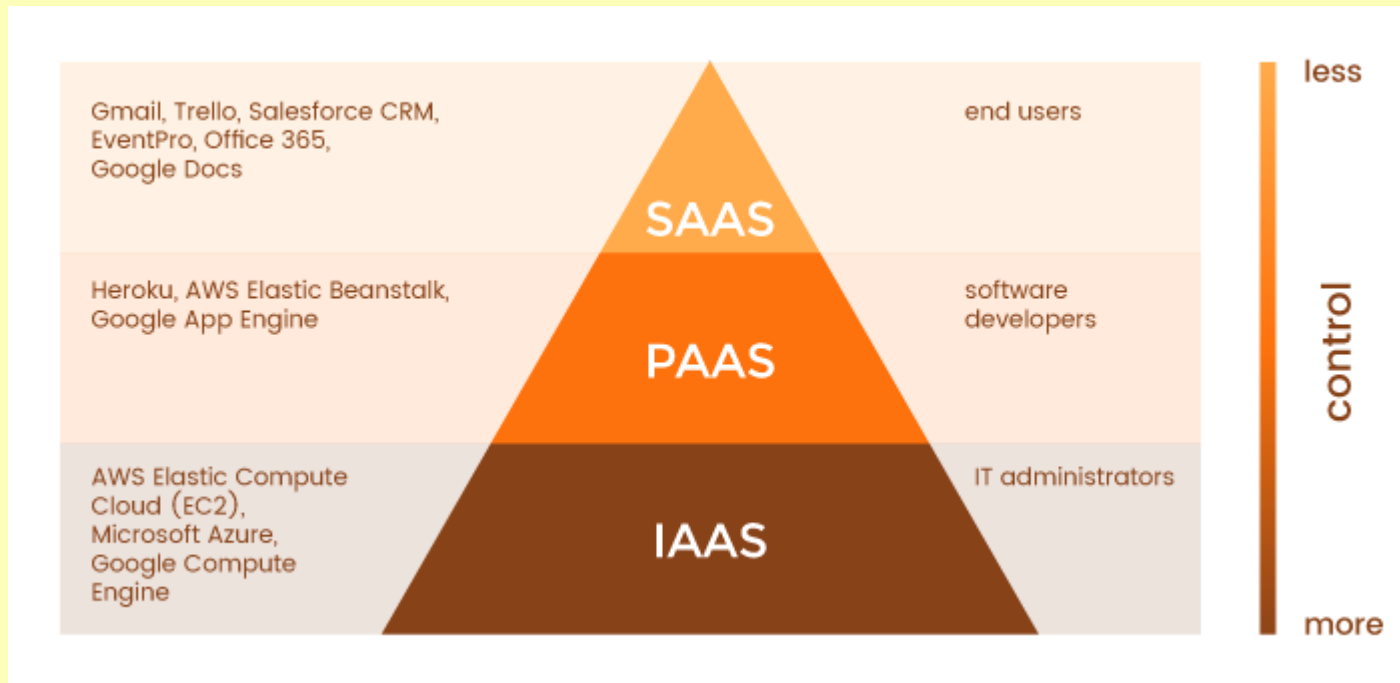 Gmail, Trello, Salesforce CRM,
EventPro, Office 365,
Google Docs
SAAS
end users
Heroku, AWS Elastic Beanstalk,
Google App Engine
PAAS
software
developers
AWS Elastic Compute
Cloud (EC2),
Microsoft Azure,
Google Compute
Engine
IAAS
IT administrators
less
control
more